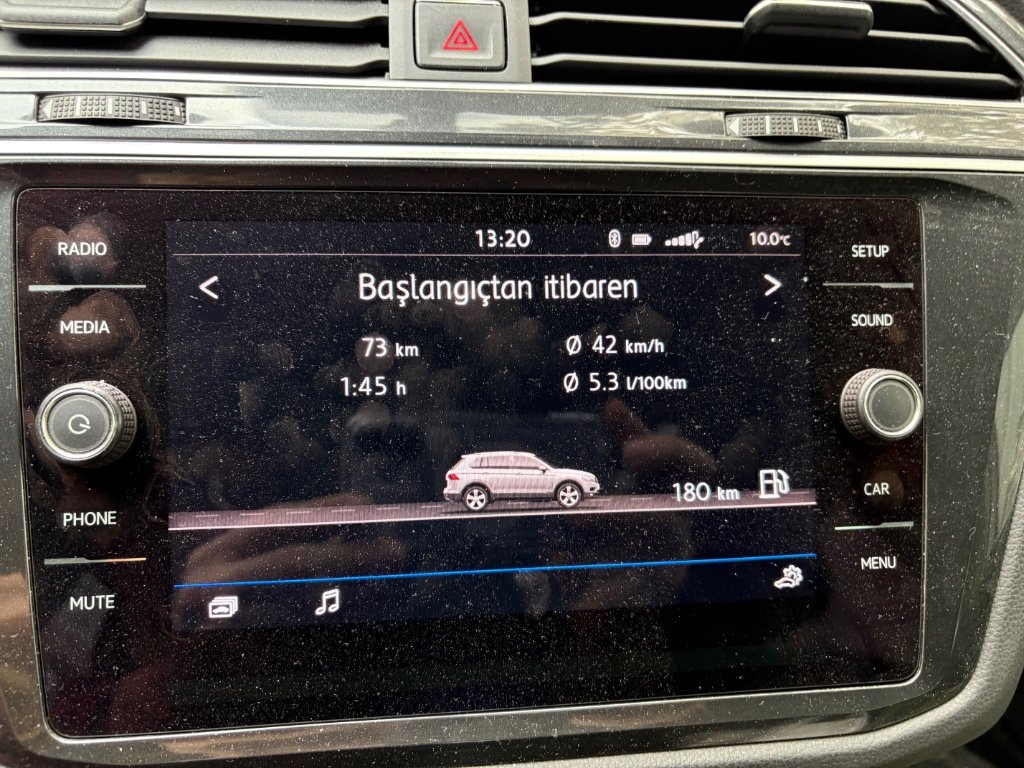 13:20 10.0°C
RADIO
SETUP
< Başlangıçtan itibaren >
MEDIA
SOUND
73 km
Ø 42 km/h
1:45 h
Ø 5.3 l/100km
180 km
CAR
PHONE
MENU
MUTE